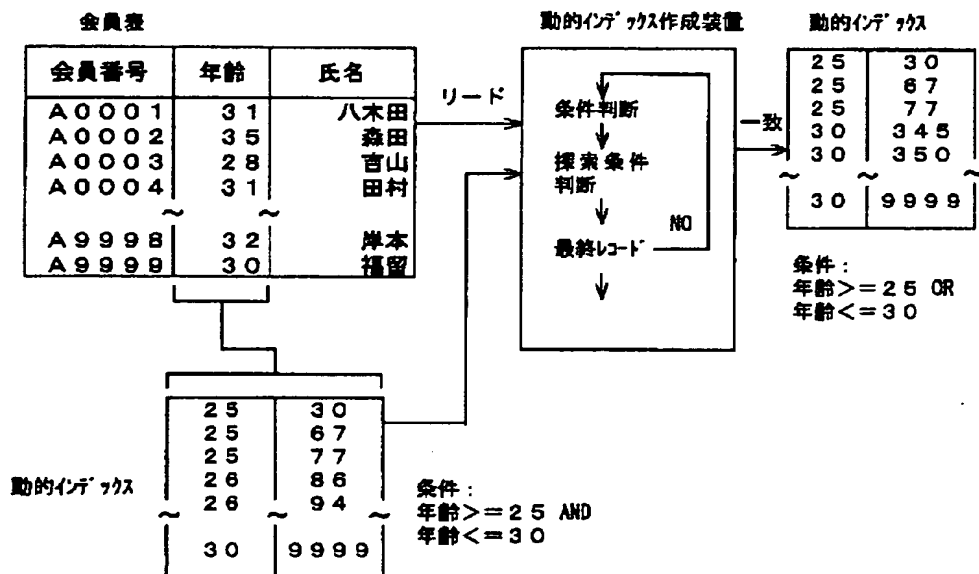 会員表
会員番号 年齢 氏名
A0001 31 八木田
A0002 35 森田
A0003 28 吉山
A0004 31 田村
A9998 32 岸本
A9999 30 福留
リード
動的インデックス作成装置
条件判断
探索条件
判断
NO
最終レコード
一致
動的インデックス
25 30
25 67
25 77
30 345
30 350
30 9999
条件:
年齢>=25 OR
年齢<=30
動的インデックス
25 30
25 67
25 77
26 86
26 94
30 9999
条件:
年齢>=25 AND
年齢<=30